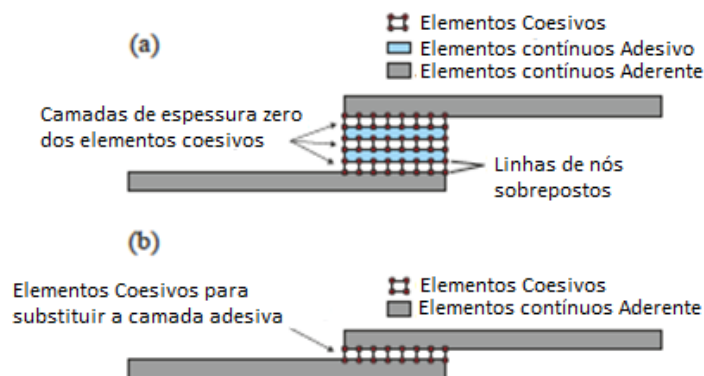 (a)
Elementos Coesivos
Elementos contínuos Adesivo
Elementos contínuos Aderente
Camadas de espessura zero
dos elementos coesivos
Linhas de nós
sobrepostos
(b)
Elementos Coesivos para
substituir a camada adesiva
Elementos Coesivos
Elementos contínuos Aderente